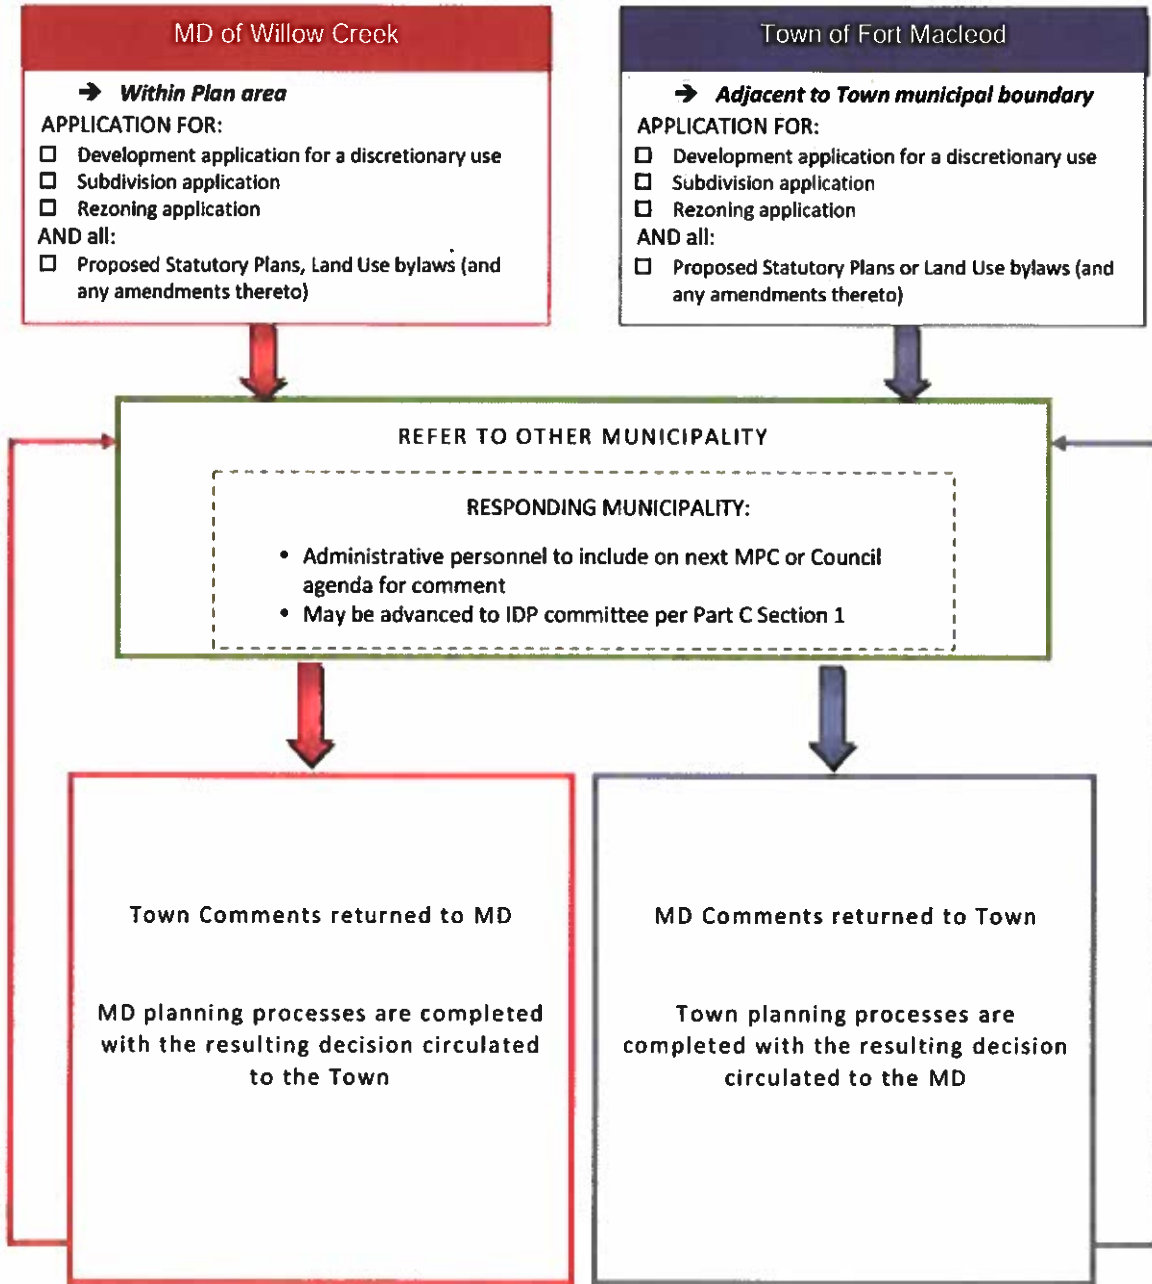 MD of Willow Creek
→ Within Plan area
APPLICATION FOR:
☐ Development application for a discretionary use
☐ Subdivision application
☐ Rezoning application
AND all:
☐ Proposed Statutory Plans, Land Use bylaws (and
any amendments thereto)
Town of Fort Macleod
→ Adjacent to Town municipal boundary
APPLICATION FOR:
☐ Development application for a discretionary use
☐ Subdivision application
☐ Rezoning application
AND all:
☐ Proposed Statutory Plans or Land Use bylaws (and
any amendments thereto)
REFER TO OTHER MUNICIPALITY
RESPONDING MUNICIPALITY:
• Administrative personnel to include on next MPC or Council
agenda for comment
• May be advanced to IDP committee per Part C Section 1
Town Comments returned to MD
MD planning processes are completed
with the resulting decision circulated
to the Town
MD Comments returned to Town
Town planning processes are
completed with the resulting decision
circulated to the MD